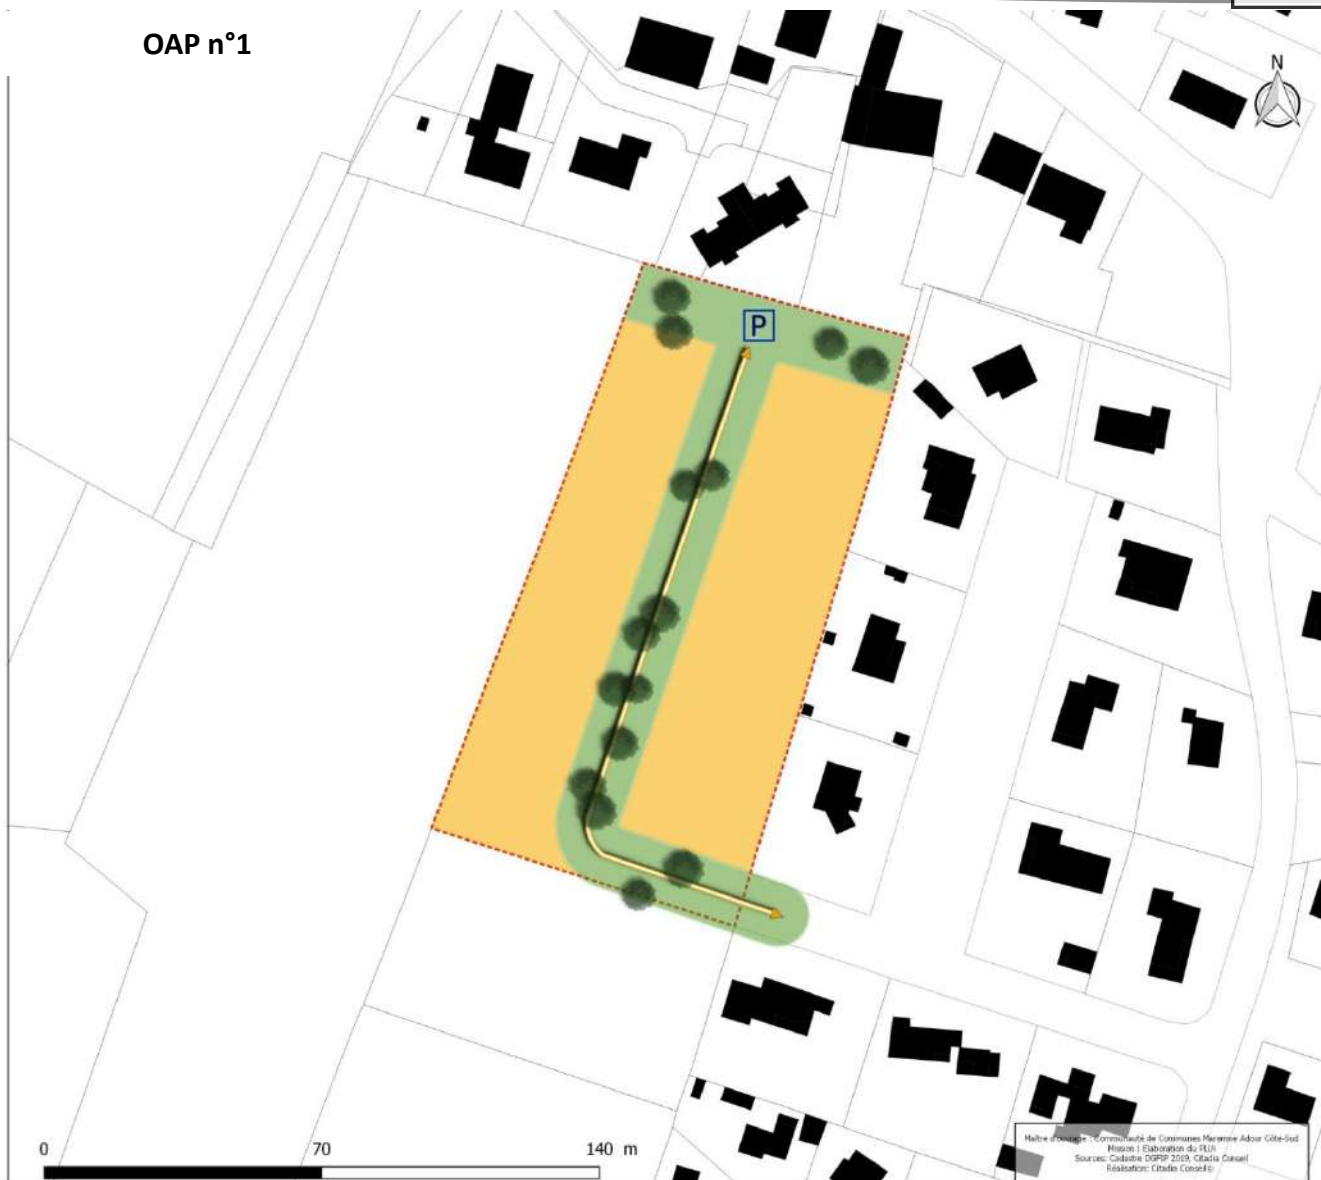 OAP n°1
N
P
0 70 140 m
Maître d'ouvrage : Communauté de Communes Maremne Adour Côte-Sud
Mission : Elaboration du PLUi
Sources: Cadastre DGFIP 2019, Citadia Conseil
Réalisation: Citadia Conseil©